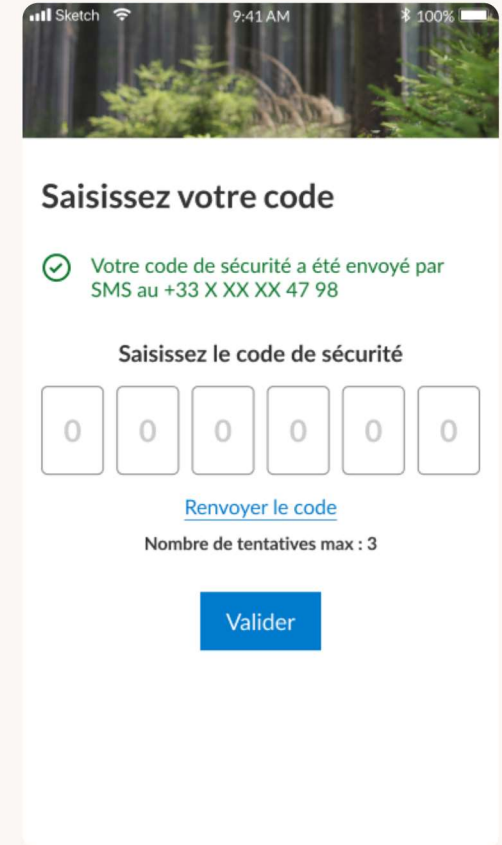 Sketch 9:41 AM 100%
Saisissez votre code
Votre code de sécurité a été envoyé par
SMS au +33 X XX XX 47 98
Saisissez le code de sécurité
0 0 0 0 0 0
Renvoyer le code
Nombre de tentatives max : 3
Valider